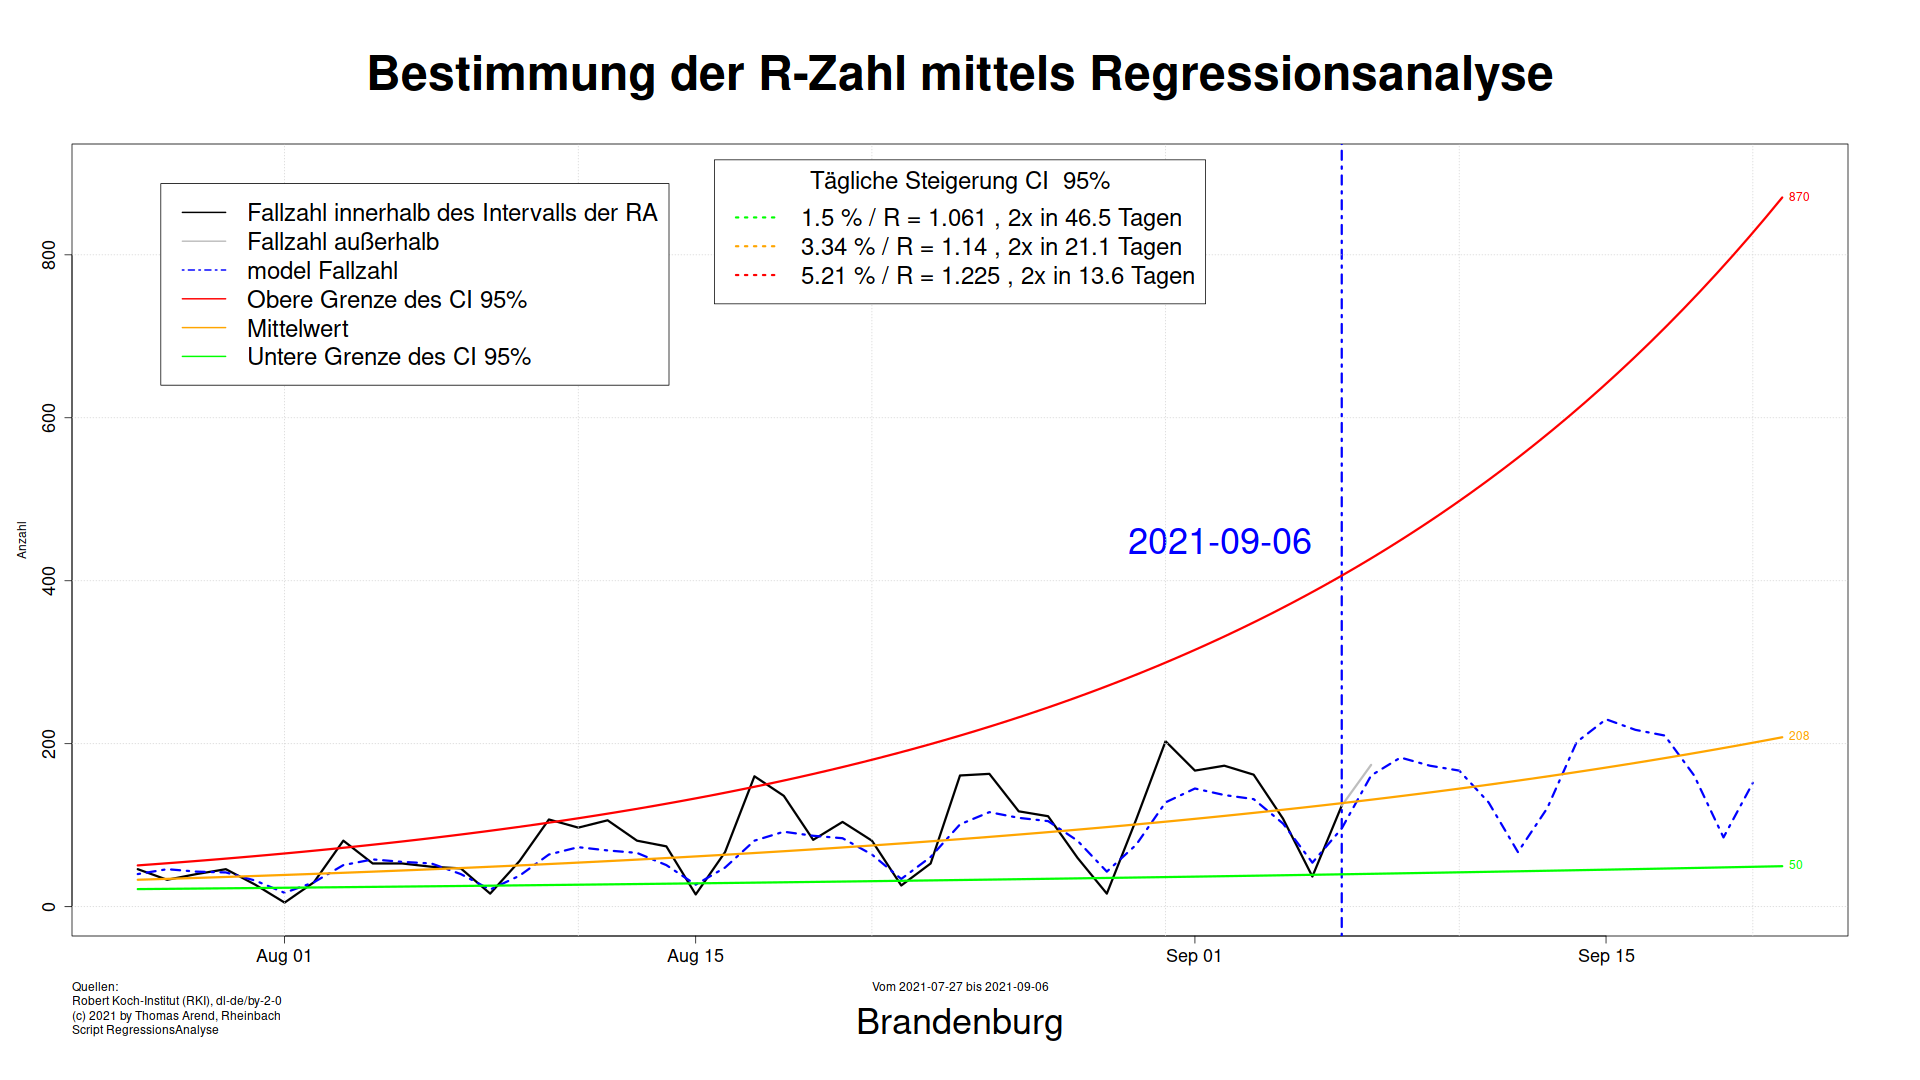 Bestimmung der R-Zahl mittels Regressionsanalyse
Fallzahl innerhalb des Intervalls der RA
Fallzahl außerhalb
model Fallzahl
Obere Grenze des CI 95%
Mittelwert
Untere Grenze des CI 95%
Tägliche Steigerung CI  95%
1.5 % / R = 1.061 , 2x in 46.5 Tagen
3.34 % / R = 1.14 , 2x in 21.1 Tagen
5.21 % / R = 1.225 , 2x in 13.6 Tagen
870
208
50
2021-09-06
Anzahl
800
600
400
200
0
Aug 01
Aug 15
Sep 01
Sep 15
Quellen:
Robert Koch-Institut (RKI), dl-de/by-2-0
(c) 2021 by Thomas Arend, Rheinbach
Script RegressionsAnalyse
Vom 2021-07-27 bis 2021-09-06
Brandenburg